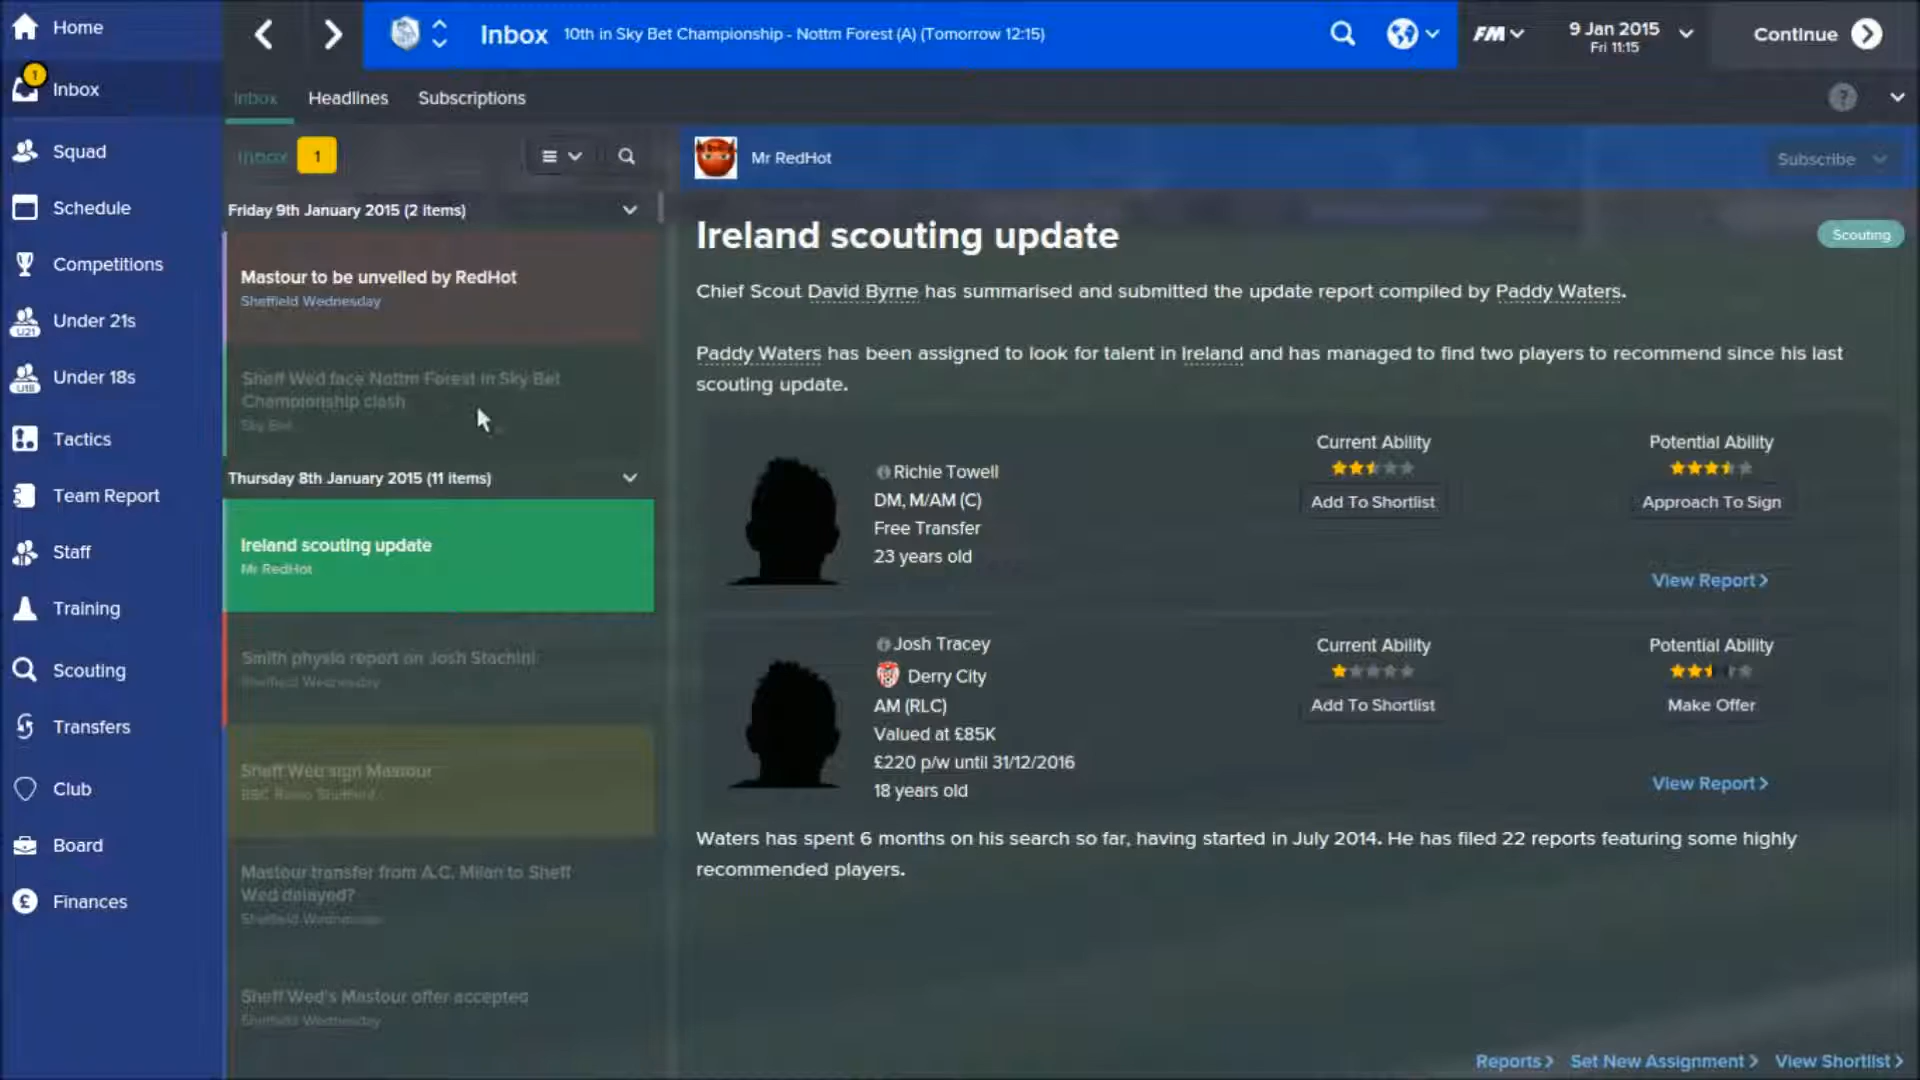 Home
Inbox
1
Squad
Schedule
Competitions
Under 21s
Under 18s
Tactics
Team Report
Staff
Training
Scouting
Transfers
Club
Board
Finances
Inbox 10th in Sky Bet Championship - Nottm Forest (A) (Tomorrow 12:15)
FM
9 Jan 2015
Fri 11:15
Continue
Inbox Headlines Subscriptions
?
Inbox 1
Friday 9th January 2015 (2 items)
Mastour to be unveiled by RedHot
Sheffield Wednesday
Sheff Wed face Nottm Forest in Sky Bet
Championship clash
Sky Bet
Thursday 8th January 2015 (11 items)
Ireland scouting update
Mr RedHot
Smith physio report on Josh Stachini
Sheffield Wednesday
Sheff Wed sign Mastour
BBC Radio Sheffield
Mastour transfer from A.C. Milan to Sheff
Wed delayed?
Sheffield Wednesday
Sheff Wed's Mastour offer accepted
Sheffield Wednesday
Mr RedHot
Subscribe
Ireland scouting update
Scouting
Chief Scout David Byrne has summarised and submitted the update report compiled by Paddy Waters.
Paddy Waters has been assigned to look for talent in Ireland and has managed to find two players to recommend since his last
scouting update.
Richie Towell
DM, M/AM (C)
Free Transfer
23 years old
Current Ability
Add To Shortlist
Potential Ability
Approach To Sign
View Report
Josh Tracey
Derry City
AM (RLC)
Valued at £85K
£220 p/w until 31/12/2016
18 years old
Current Ability
Add To Shortlist
Potential Ability
Make Offer
View Report
Waters has spent 6 months on his search so far, having started in July 2014. He has filed 22 reports featuring some highly
recommended players.
Reports Set New Assignment View Shortlist